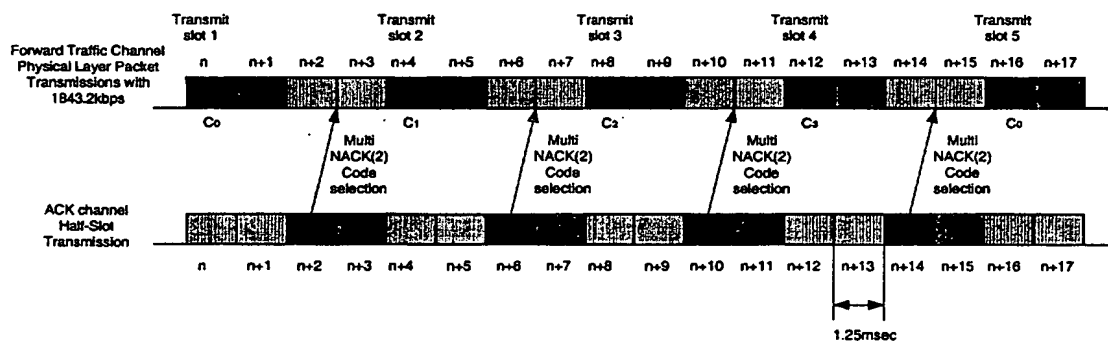 Transmit slot 1
Transmit slot 2
Transmit slot 3
Transmit slot 4
Transmit slot 5
Forward Traffic Channel
Physical Layer Packet
Transmissions with
1843.2kbps
n n+1 n+2 n+3 n+4 n+5 n+6 n+7 n+8 n+9 n+10 n+11 n+12 n+13 n+14 n+15 n+16 n+17
C0 C1 C2 C3 C0
Multi
NACK(2)
Code
selection
Multi
NACK(2)
Code
selection
Multi
NACK(2)
Code
selection
Multi
NACK(2)
Code
selection
ACK channel
Half-Slot
Transmission
n n+1 n+2 n+3 n+4 n+5 n+6 n+7 n+8 n+9 n+10 n+11 n+12 n+13 n+14 n+15 n+16 n+17
1.25msec